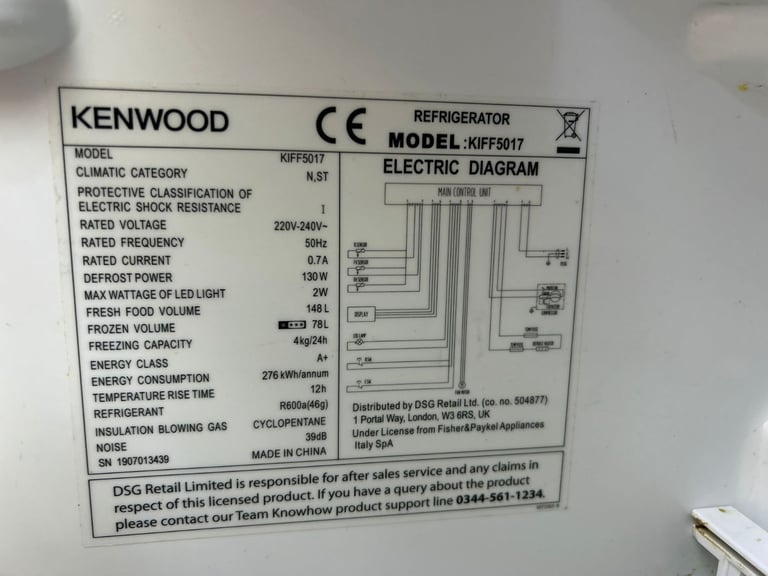 KENWOOD
CE
REFRIGERATOR
MODEL:KIFF5017
MODEL KIFF5017
CLIMATIC CATEGORY N,ST
PROTECTIVE CLASSIFICATION OF
ELECTRIC SHOCK RESISTANCE I
RATED VOLTAGE 220V-240V~
RATED FREQUENCY 50Hz
RATED CURRENT 0.7A
DEFROST POWER 130W
MAX WATTAGE OF LED LIGHT 2W
FRESH FOOD VOLUME 148L
FROZEN VOLUME 78L
FREEZING CAPACITY 4kg/24h
ENERGY CLASS A+
ENERGY CONSUMPTION 276 kWh/annum
TEMPERATURE RISE TIME 12h
REFRIGERANT R600a(46g)
INSULATION BLOWING GAS CYCLOPENTANE
NOISE 39dB
SN 1907013439 MADE IN CHINA
ELECTRIC DIAGRAM
MAIN CONTROL UNIT
DISPLAY
LED LAMP
FAN MOTOR
Distributed by DSG Retail Ltd. (co. no. 504877)
1 Portal Way, London, W3 6RS, UK
Under License from Fisher&Paykel Appliances
Italy SpA
DSG Retail Limited is responsible for after sales service and any claims in
respect of this licensed product. If you have a query about the product
please contact our Team Knowhow product support line 0344-561-1234.